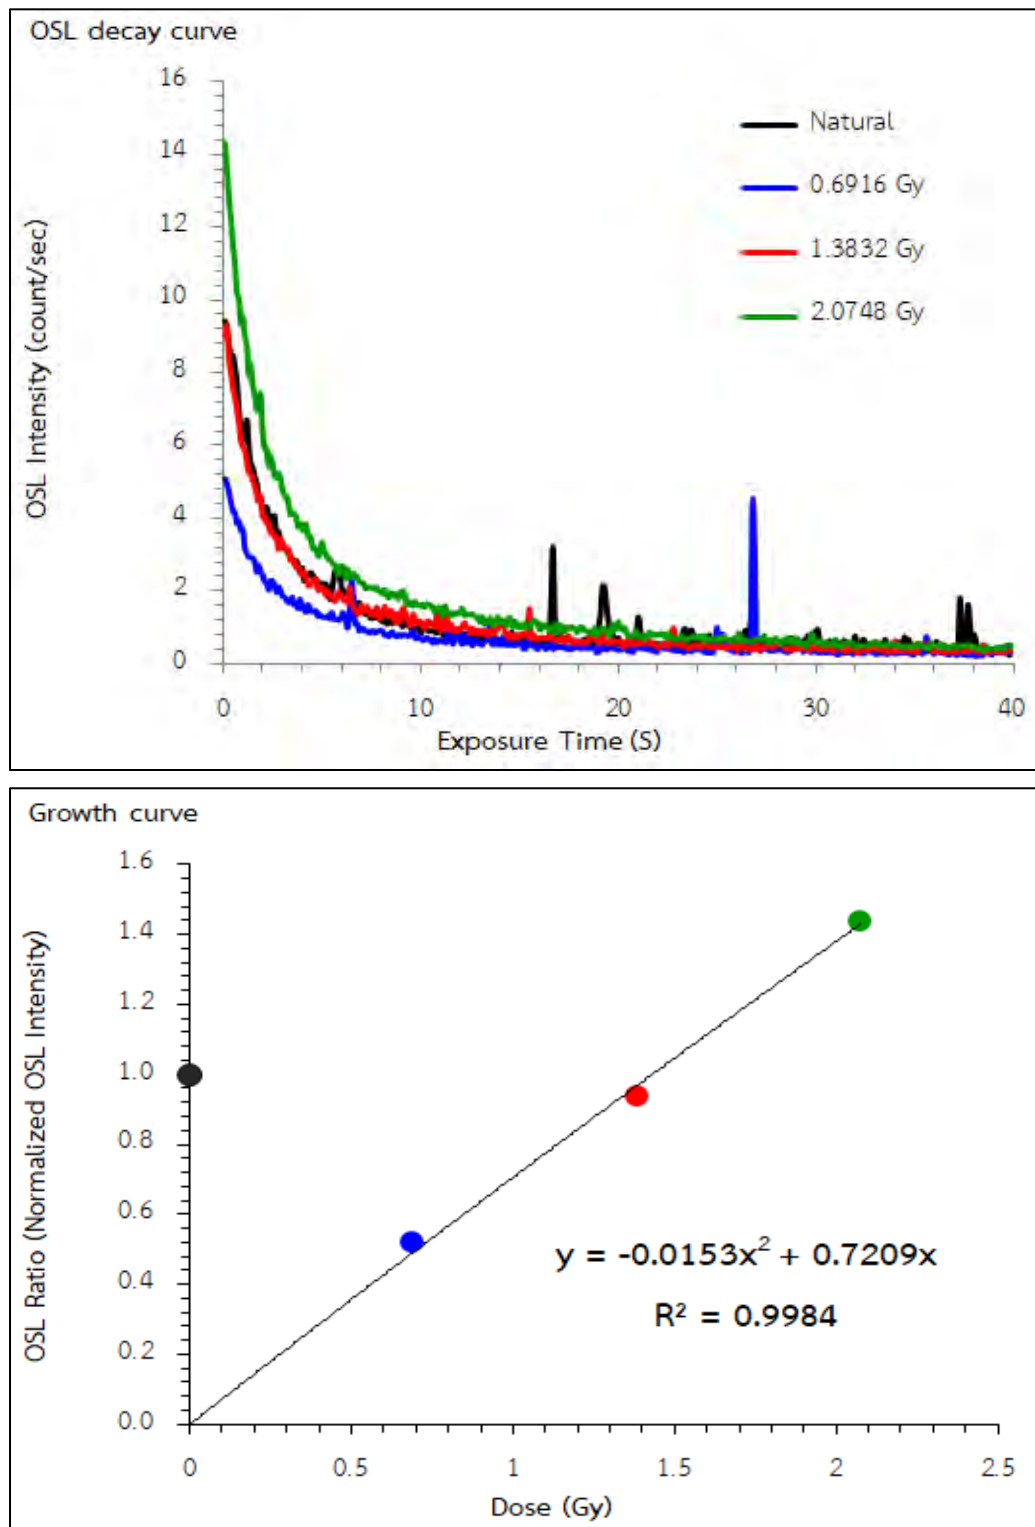 OSL decay curve
16
14
12
10
8
6
4
2
0
OSL Intensity (count/sec)
Natural
0.6916 Gy
1.3832 Gy
2.0748 Gy
0 10 20 30 40
Exposure Time (S)
Growth curve
1.6
1.4
1.2
1.0
0.8
0.6
0.4
0.2
0.0
OSL Ratio (Normalized OSL Intensity)
y = -0.0153x² + 0.7209x
R² = 0.9984
0 0.5 1 1.5 2 2.5
Dose (Gy)